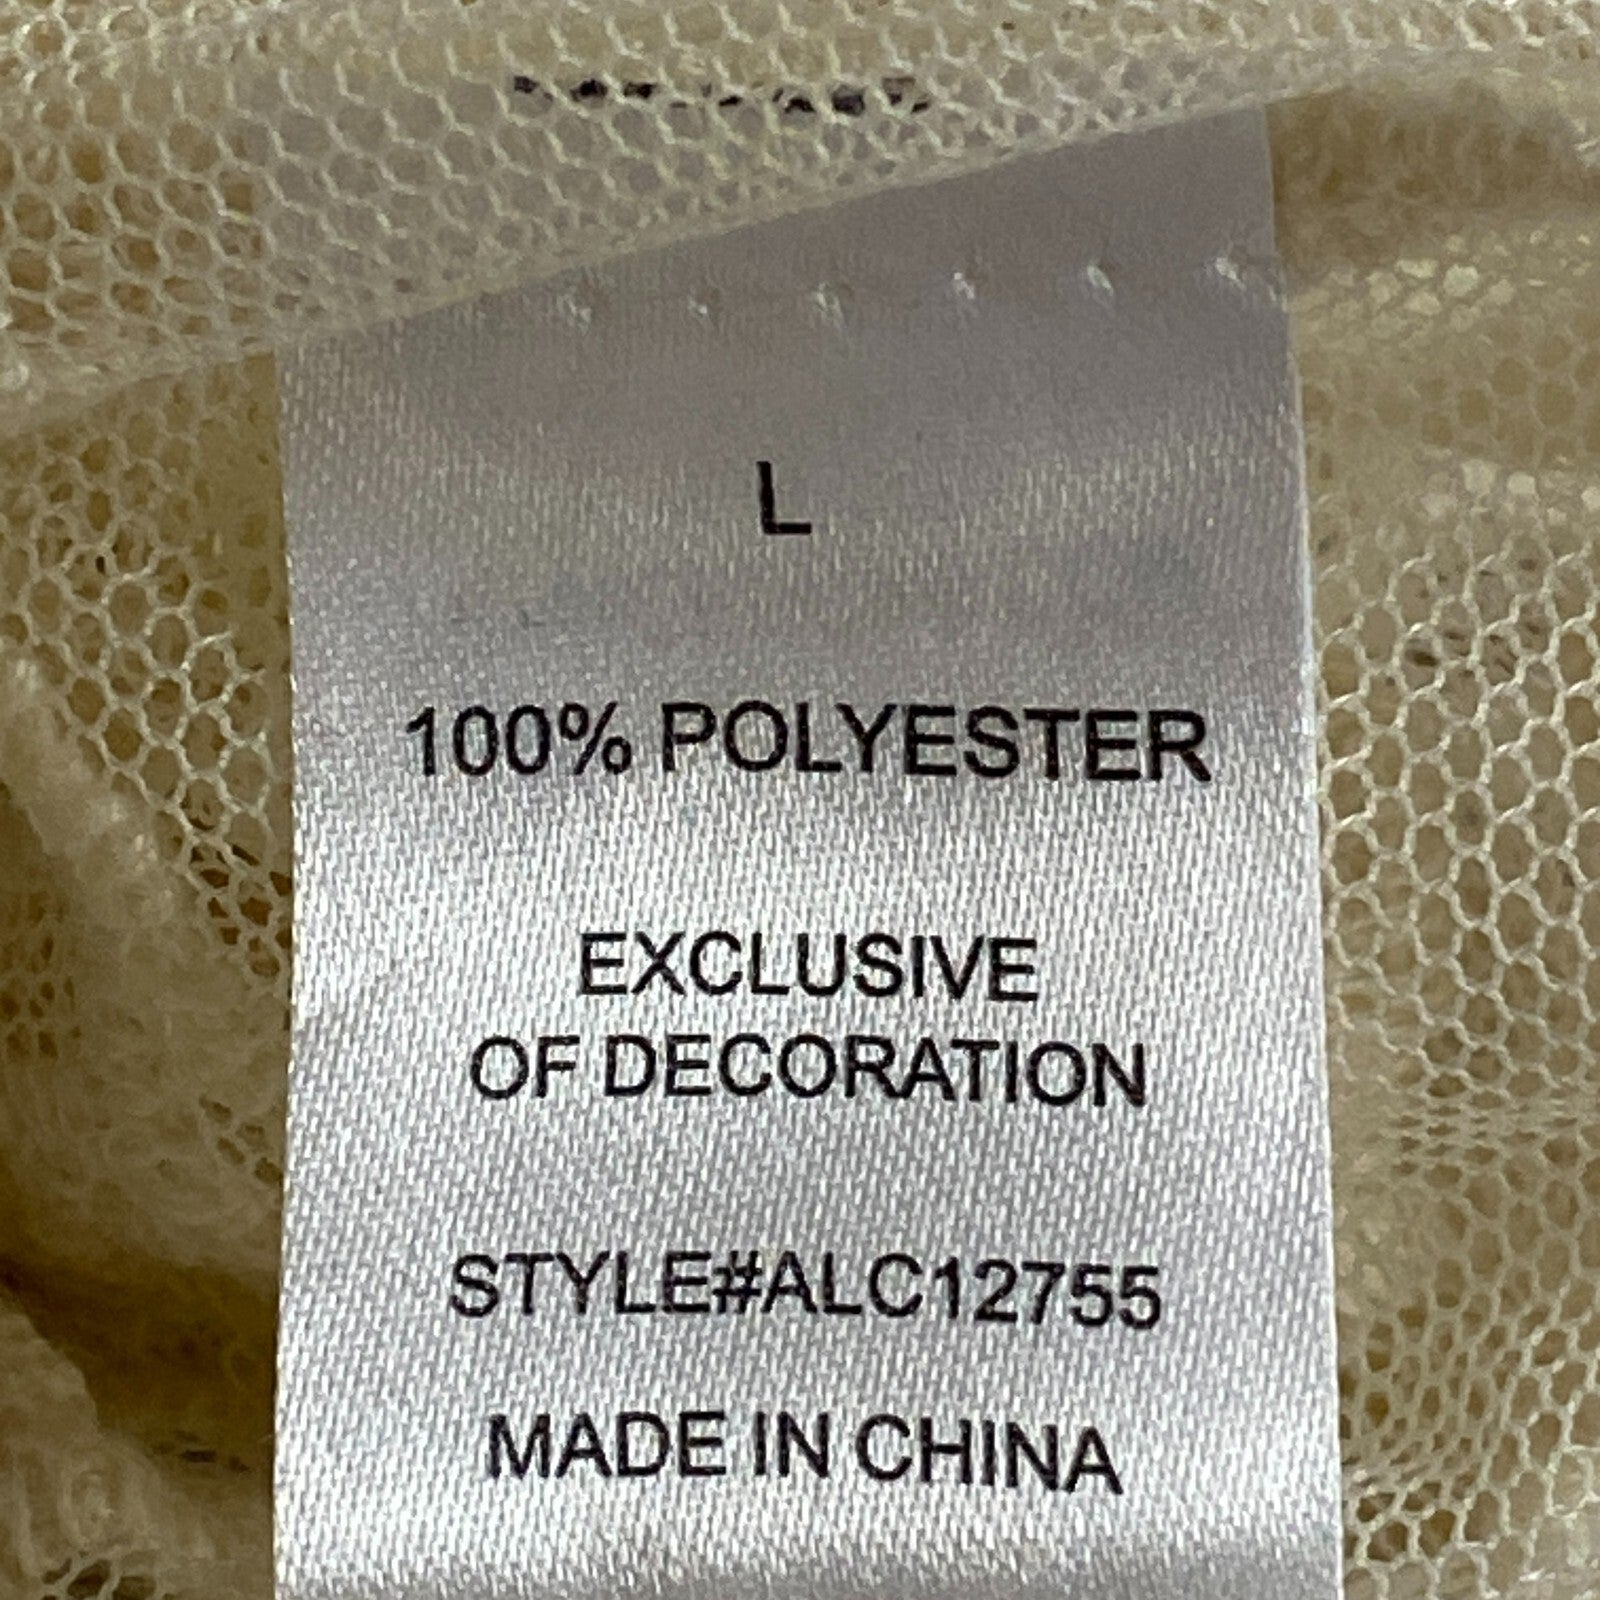 L
100% POLYESTER
EXCLUSIVE
OF DECORATION
STYLE#ALC12755
MADE IN CHINA